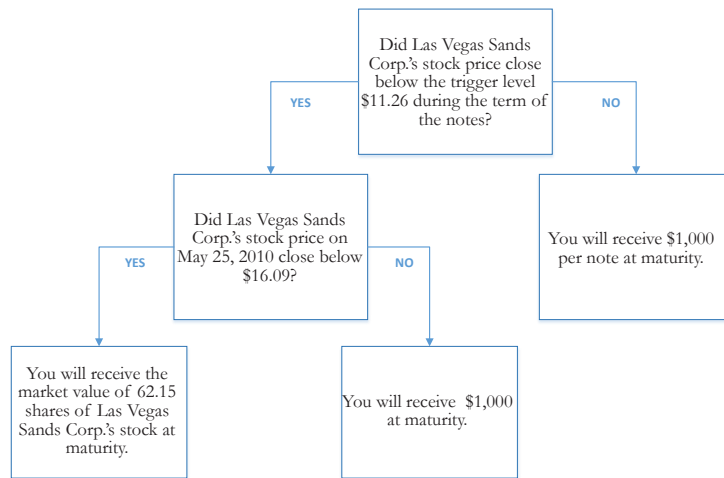 Did Las Vegas Sands
Corp.'s stock price close
below the trigger level
$11.26 during the term of
the notes?
YES
NO
Did Las Vegas Sands
Corp.'s stock price on
May 25, 2010 close below
$16.09?
You will receive $1,000
per note at maturity.
YES
NO
You will receive the
market value of 62.15
shares of Las Vegas
Sands Corp.'s stock at
maturity.
You will receive $1,000
at maturity.